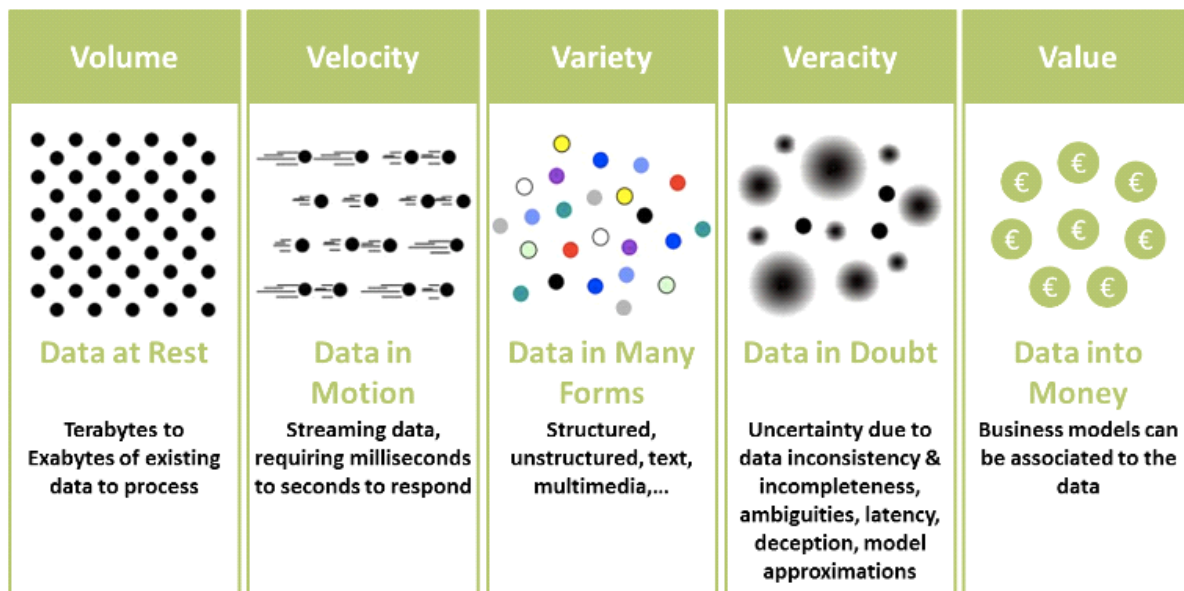 Volume
Velocity
Variety
Veracity
Value
€
€
€
€
€
€
€
€
Data at Rest
Terabytes to
Exabytes of existing
data to process
Data in
Motion
Streaming data,
requiring milliseconds
to seconds to respond
Data in Many
Forms
Structured,
unstructured, text,
multimedia,...
Data in Doubt
Uncertainty due to
data inconsistency &
incompleteness,
ambiguities, latency,
deception, model
approximations
Data into
Money
Business models can
be associated to the
data